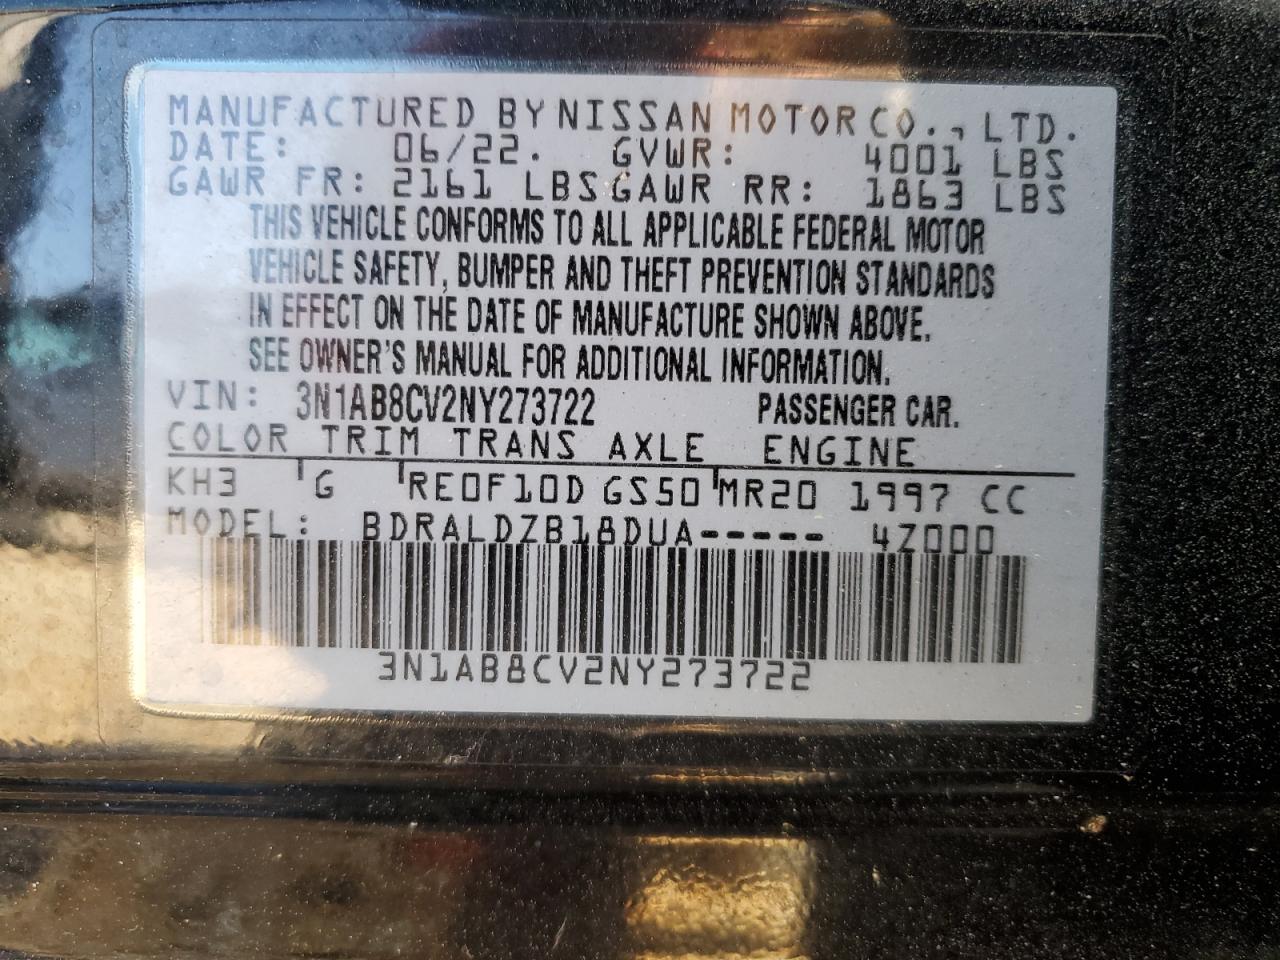 MANUFACTURED BY NISSAN MOTOR CO., LTD.
DATE: 06/22. GVWR: 4001 LBS
GAWR FR: 2161 LBS GAWR RR: 1863 LBS
THIS VEHICLE CONFORMS TO ALL APPLICABLE FEDERAL MOTOR
VEHICLE SAFETY, BUMPER AND THEFT PREVENTION STANDARDS
IN EFFECT ON THE DATE OF MANUFACTURE SHOWN ABOVE.
SEE OWNER'S MANUAL FOR ADDITIONAL INFORMATION.
VIN: 3N1AB8CV2NY273722 PASSENGER CAR.
COLOR TRIM TRANS AXLE ENGINE
KH3 G RE0F10D GS50 MR20 1997 CC
MODEL: BDRALDZB18DUA----- 4Z000
3N1AB8CV2NY273722